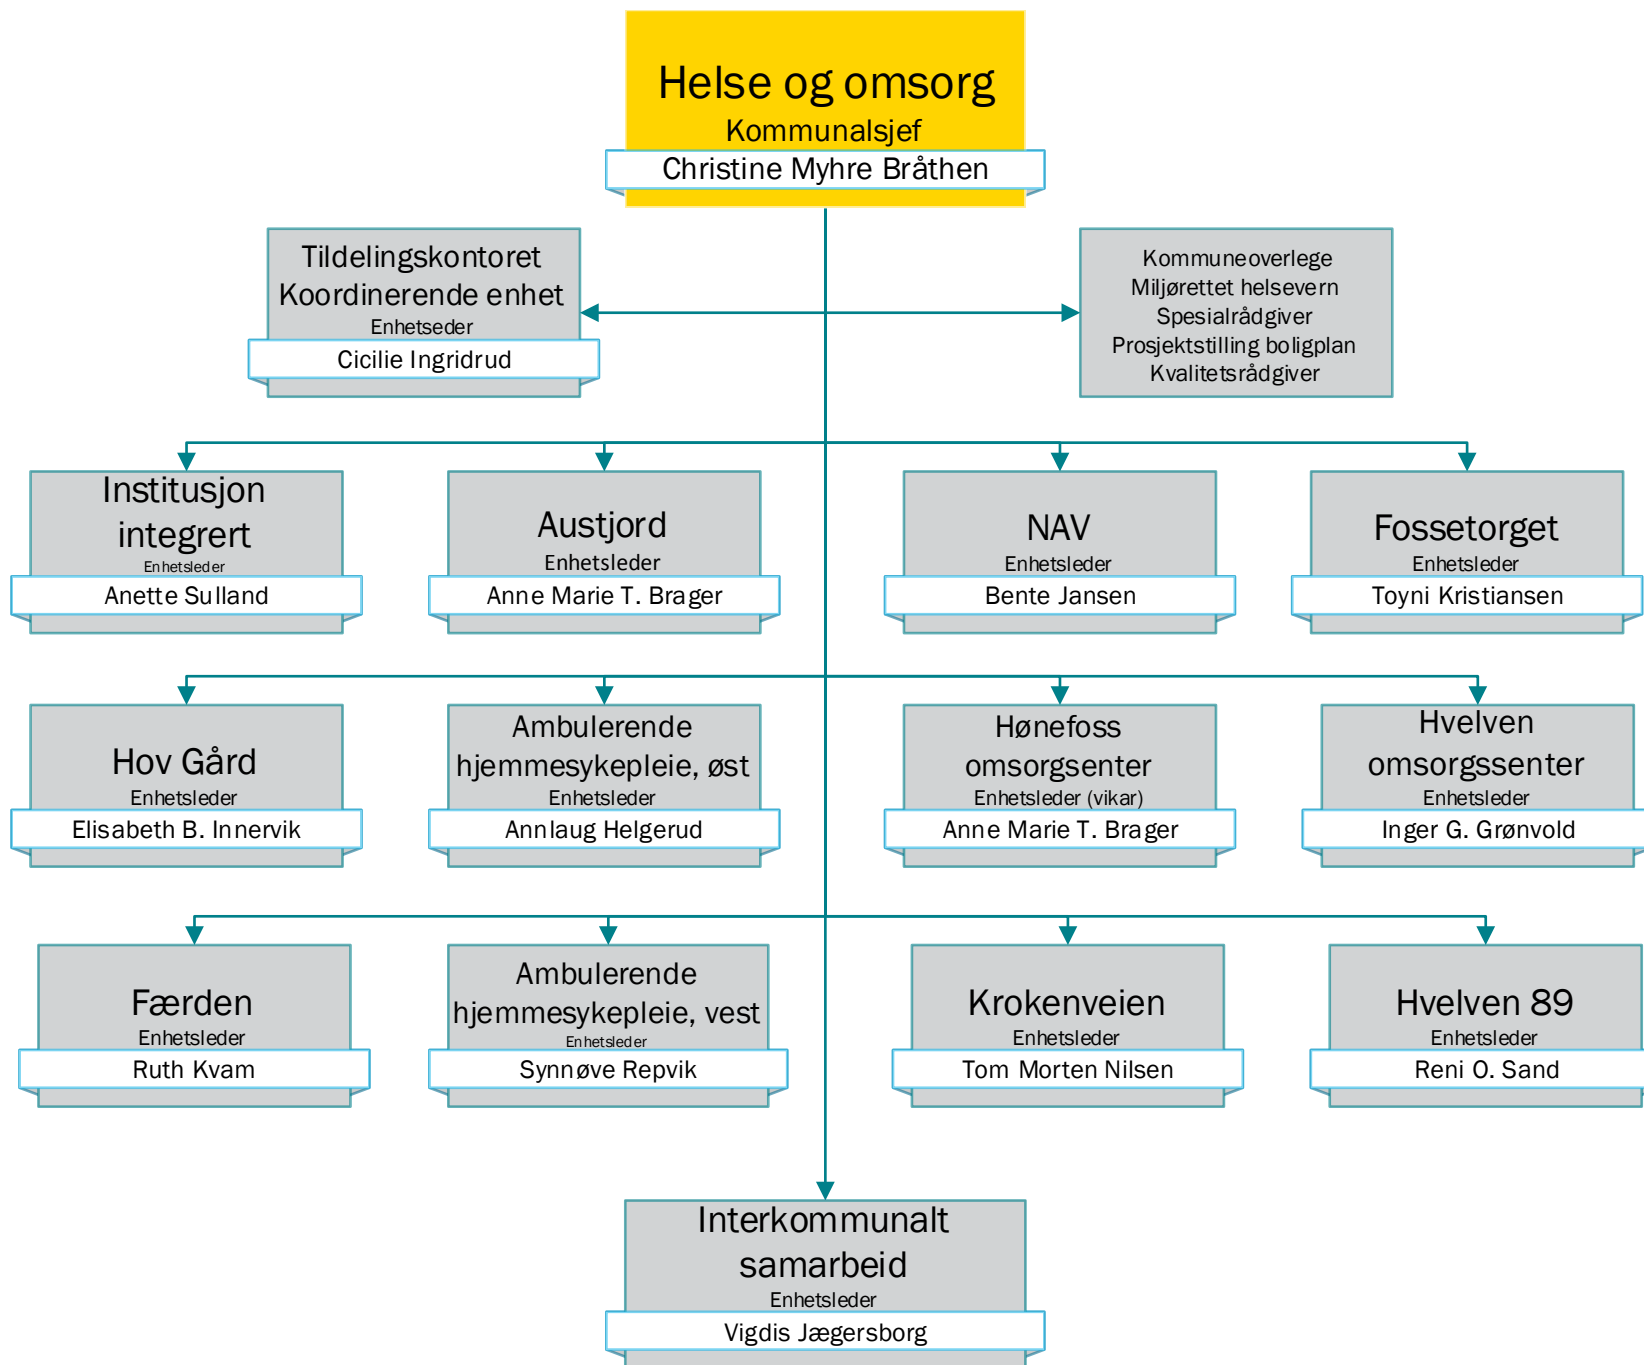 Helse og omsorg
Kommunalsjef
Christine Myhre Bråthen
Tildelingskontoret
Koordinerende enhet
Enhetseder
Cicilie Ingridrud
Kommuneoverlege
Miljørettet helsevern
Spesialrådgiver
Prosjektstilling boligplan
Kvalitetsrådgiver
Institusjon
integrert
Enhetsleder
Anette Sulland
Austjord
Enhetsleder
Anne Marie T. Brager
NAV
Enhetsleder
Bente Jansen
Fossetorget
Enhetsleder
Toyni Kristiansen
Hov Gård
Enhetsleder
Elisabeth B. Innervik
Ambulerende
hjemmesykepleie, øst
Enhetsleder
Annlaug Helgerud
Hønefoss
omsorgsenter
Enhetsleder (vikar)
Anne Marie T. Brager
Hvelven
omsorgssenter
Enhetsleder
Inger G. Grønvold
Færden
Enhetsleder
Ruth Kvam
Ambulerende
hjemmesykepleie, vest
Enhetsleder
Synnøve Repvik
Krokenveien
Enhetsleder
Tom Morten Nilsen
Hvelven 89
Enhetsleder
Reni O. Sand
Interkommunalt
samarbeid
Enhetsleder
Vigdis Jægersborg